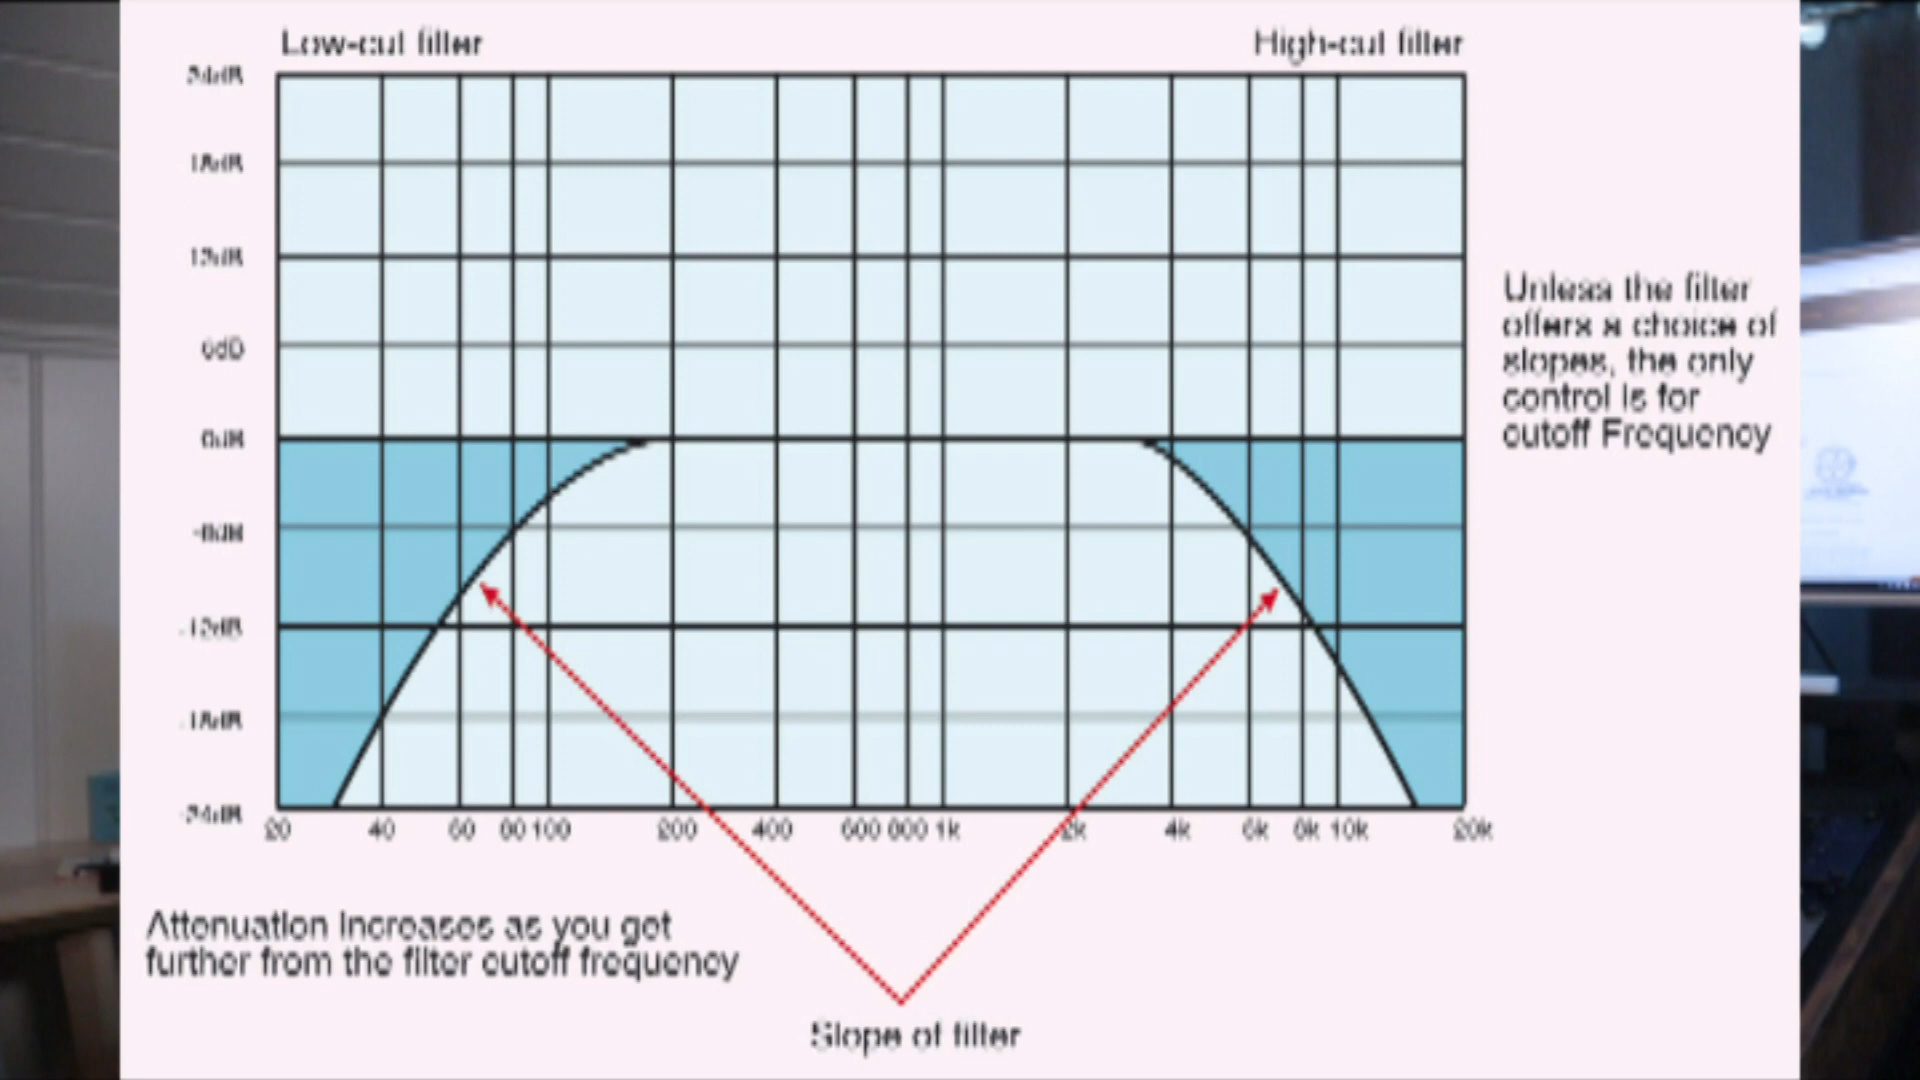 Low-cut filter
High-cut filter
24dB
18dB
12dB
6dB
0dB
-6dB
-12dB
-18dB
-24dB
20 40 60 80 100 200 400 600 800 1k 2k 4k 6k 8k 10k 20k
Unless the filter
offers a choice of
slopes, the only
control is for
cutoff Frequency
Attenuation increases as you get
further from the filter cutoff frequency
Slope of filter